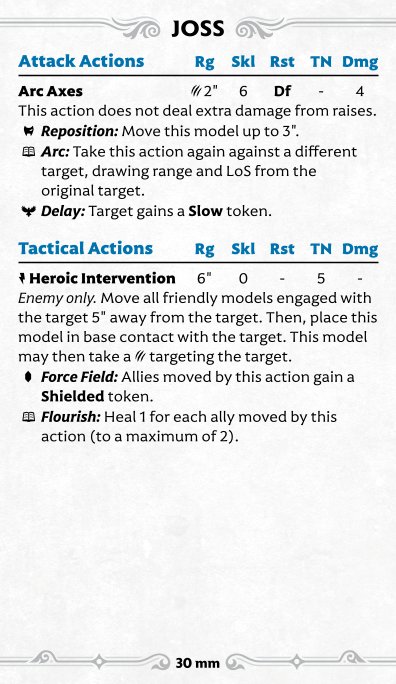 JOSS
Attack Actions Rg Skl Rst TN Dmg
Arc Axes 2" 6 Df - 4
This action does not deal extra damage from raises.
Reposition: Move this model up to 3".
Arc: Take this action again against a different
target, drawing range and LoS from the
original target.
Delay: Target gains a Slow token.
Tactical Actions Rg Skl Rst TN Dmg
Heroic Intervention 6" 0 - 5 -
Enemy only. Move all friendly models engaged with
the target 5" away from the target. Then, place this
model in base contact with the target. This model
may then take a targeting the target.
Force Field: Allies moved by this action gain a
Shielded token.
Flourish: Heal 1 for each ally moved by this
action (to a maximum of 2).
30 mm